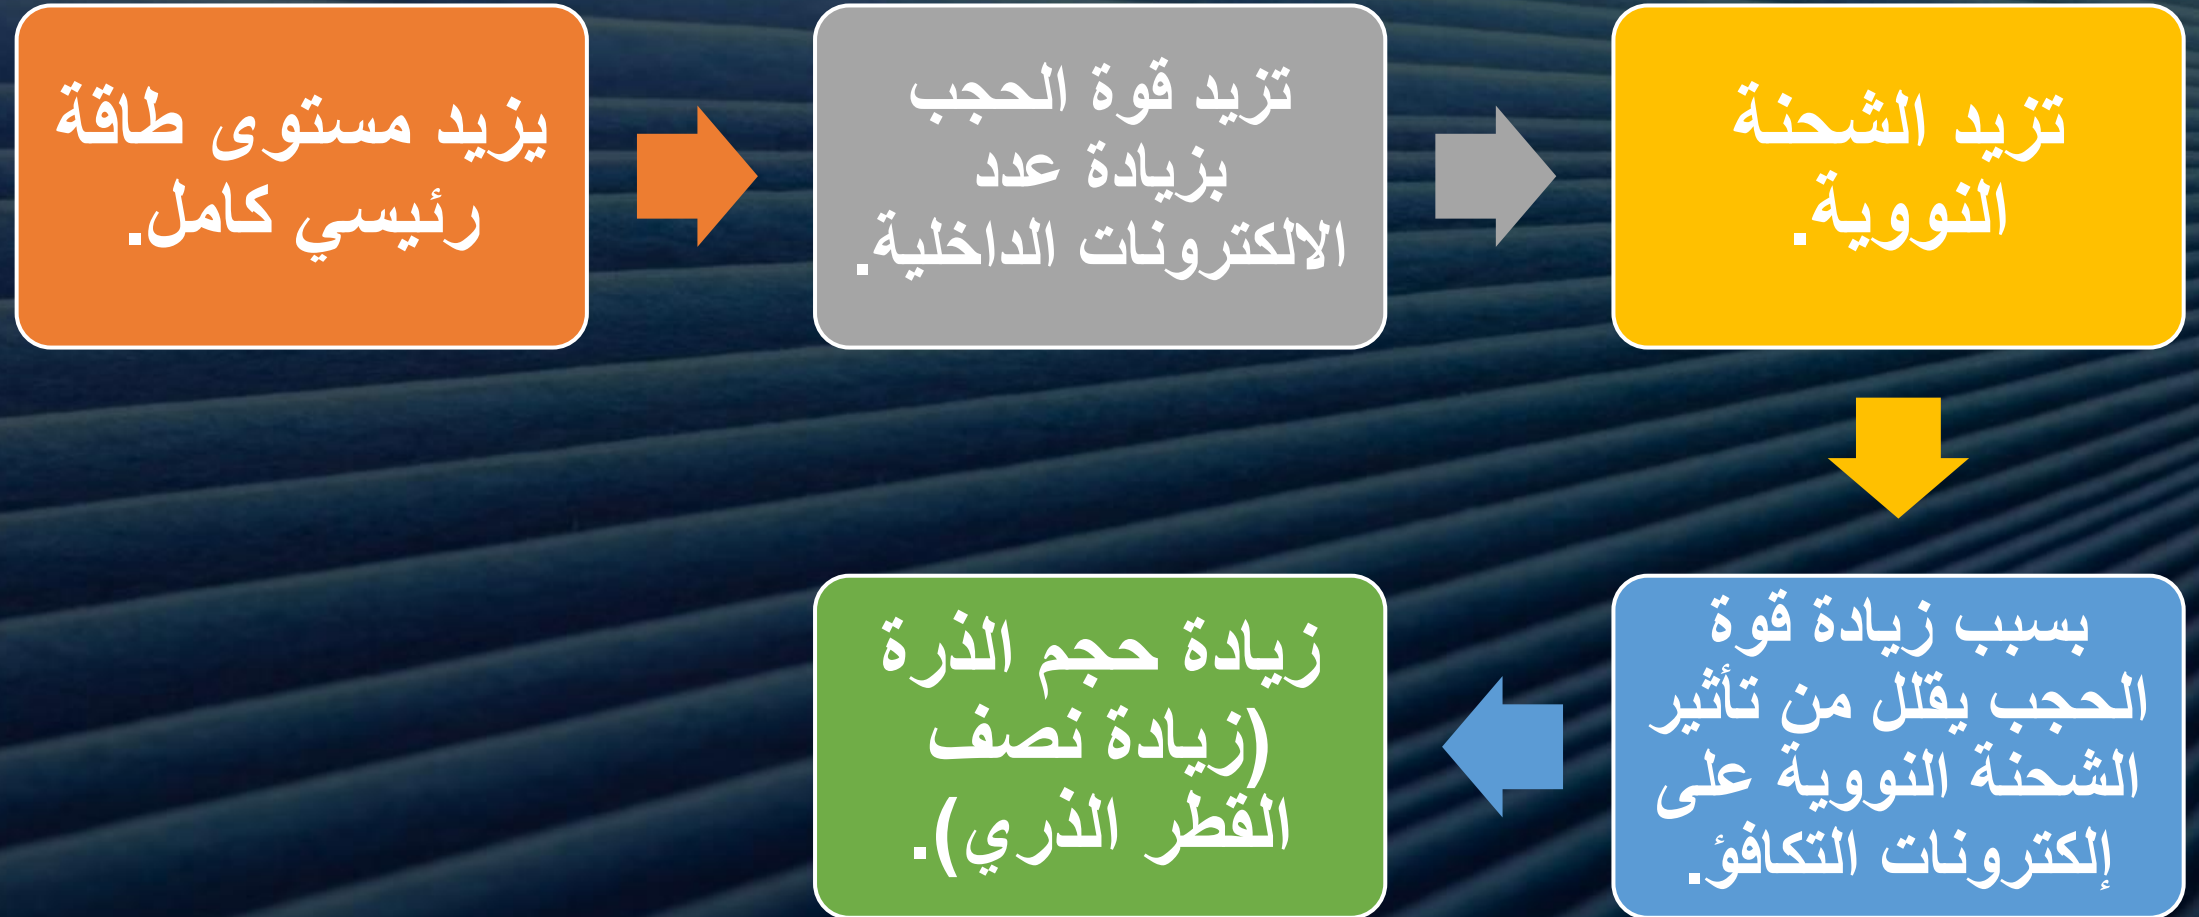 يزيد مستوى طاقة
رئيسي كامل.
تزيد قوة الحجب
بزيادة عدد
الالكترونات الداخلية.
تزيد الشحنة
النووية.
بسبب زيادة قوة
الحجب يقلل من تأثير
الشحنة النووية على
إلكترونات التكافؤ.
زيادة حجم الذرة
(زيادة نصف
القطر الذري).